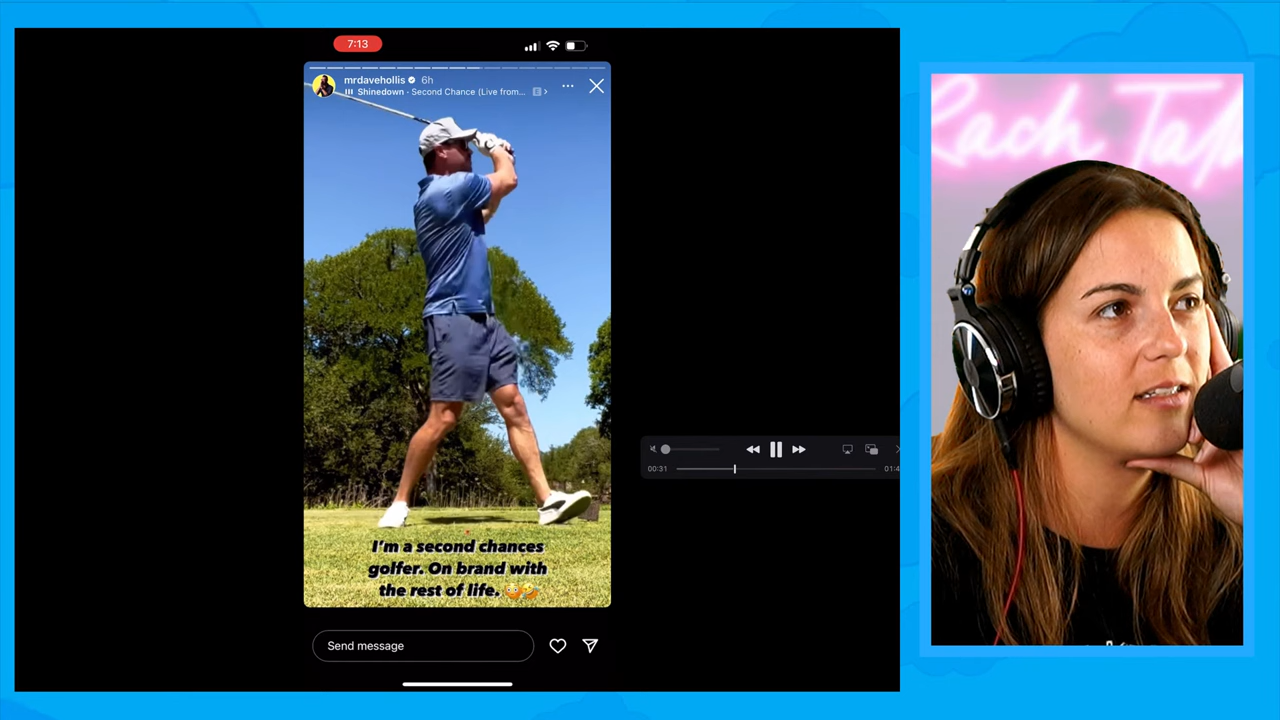 7:13
mrdavehollis 6h
Shinedown · Second Chance (Live from... E
I'm a second chances
golfer. On brand with
the rest of life. 😳🤪
Send message
00:31
Rach Tal